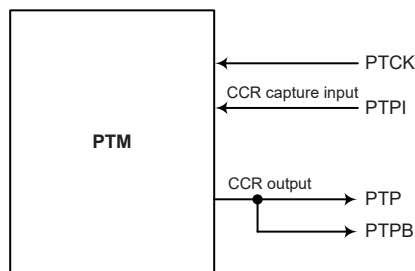 PTCK
CCR capture input
PTPI
PTM
CCR output
PTP
PTPB